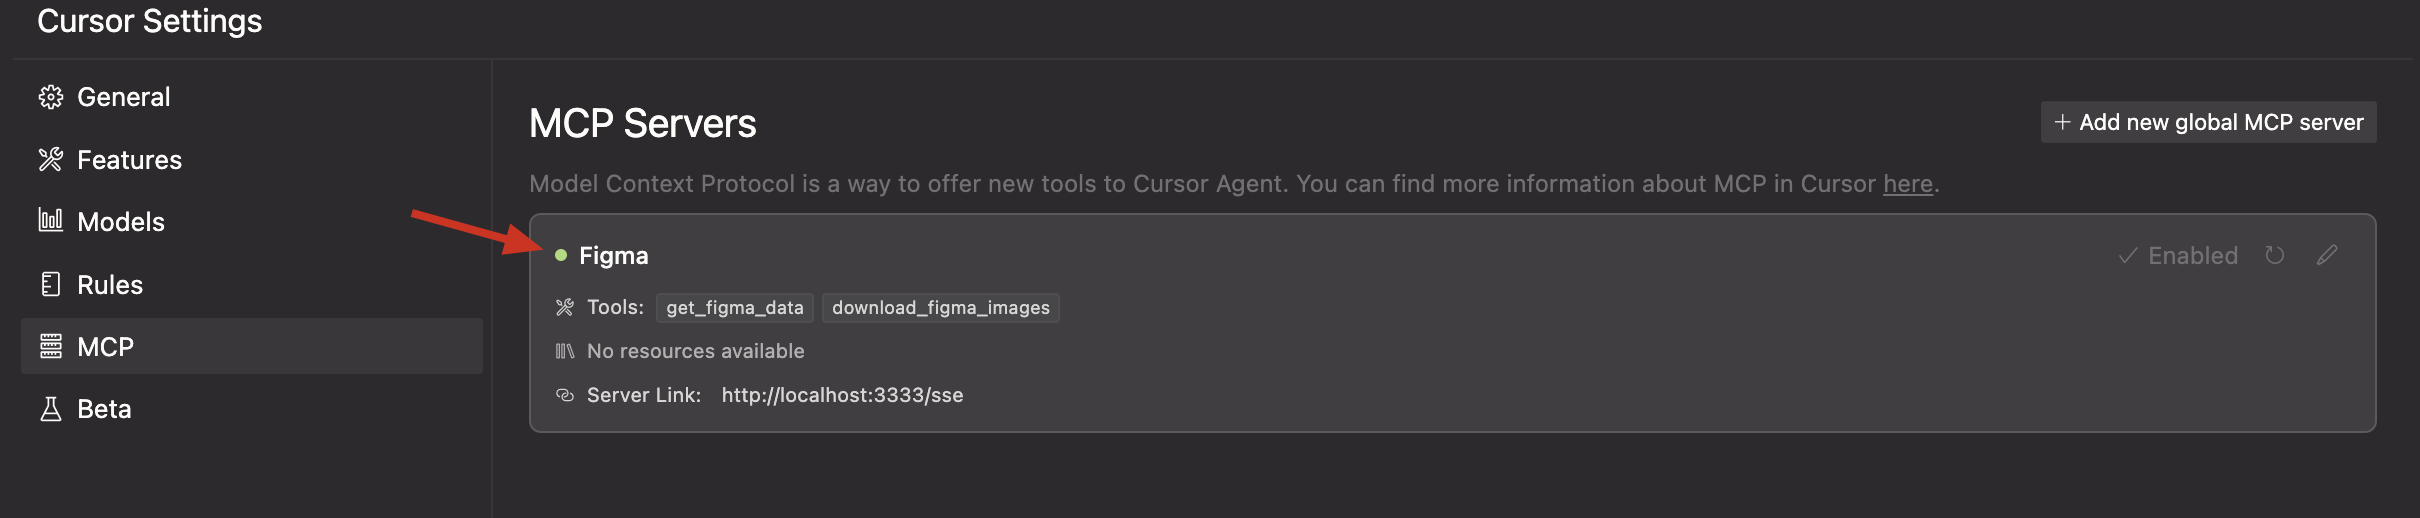 Cursor Settings
General
Features
Models
Rules
MCP
Beta
MCP Servers
+ Add new global MCP server
Model Context Protocol is a way to offer new tools to Cursor Agent. You can find more information about MCP in Cursor here.
Figma
Enabled
Tools: get_figma_data download_figma_images
No resources available
Server Link: http://localhost:3333/sse